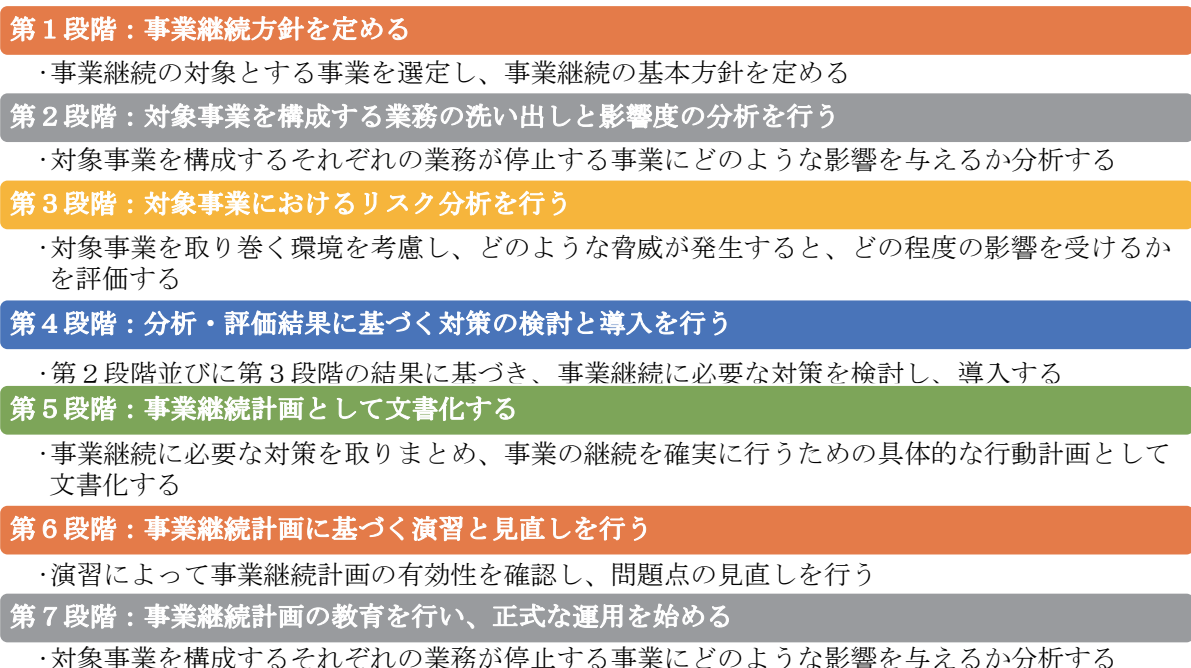 第１段階：事業継続方針を定める
･事業継続の対象とする事業を選定し、事業継続の基本方針を定める
第２段階：対象事業を構成する業務の洗い出しと影響度の分析を行う
･対象事業を構成するそれぞれの業務が停止する事業にどのような影響を与えるか分析する
第３段階：対象事業におけるリスク分析を行う
･対象事業を取り巻く環境を考慮し、どのような脅威が発生すると、どの程度の影響を受けるか
を評価する
第４段階：分析・評価結果に基づく対策の検討と導入を行う
･第２段階並びに第３段階の結果に基づき、事業継続に必要な対策を検討し、導入する
第５段階：事業継続計画として文書化する
･事業継続に必要な対策を取りまとめ、事業の継続を確実に行うための具体的な行動計画として
文書化する
第６段階：事業継続計画に基づく演習と見直しを行う
･演習によって事業継続計画の有効性を確認し、問題点の見直しを行う
第７段階：事業継続計画の教育を行い、正式な運用を始める
･対象事業を構成するそれぞれの業務が停止する事業にどのような影響を与えるか分析する